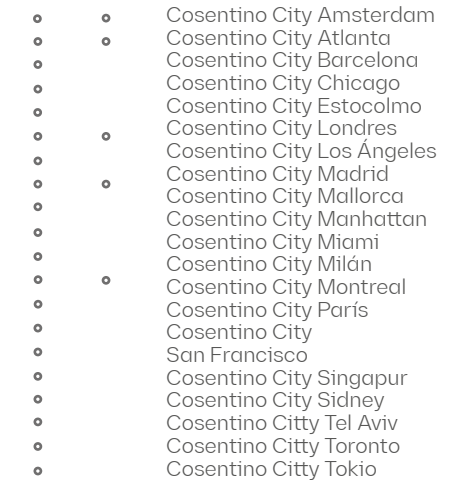 Cosentino City Amsterdam
Cosentino City Atlanta
Cosentino City Barcelona
Cosentino City Chicago
Cosentino City Estocolmo
Cosentino City Londres
Cosentino City Los Ángeles
Cosentino City Madrid
Cosentino City Mallorca
Cosentino City Manhattan
Cosentino City Miami
Cosentino City Milán
Cosentino City Montreal
Cosentino City París
Cosentino City
San Francisco
Cosentino City Singapur
Cosentino City Sidney
Cosentino Citty Tel Aviv
Cosentino Citty Toronto
Cosentino Citty Tokio